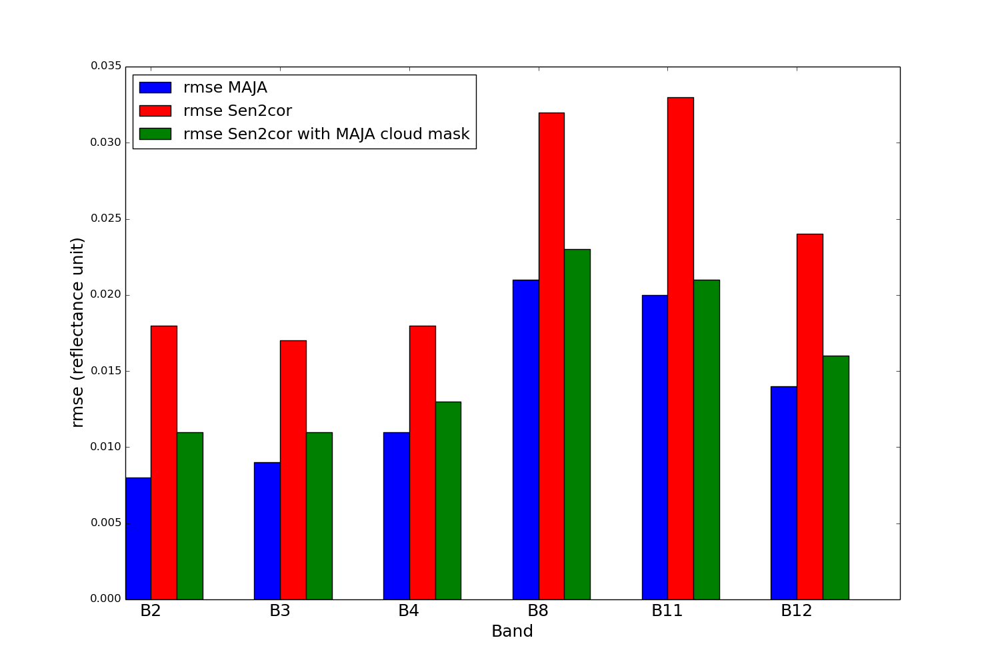 0.035
0.030
0.025
0.020
0.015
0.010
0.005
0.000
rmse (reflectance unit)
rmse MAJA
rmse Sen2cor
rmse Sen2cor with MAJA cloud mask
B2 B3 B4 B8 B11 B12
Band